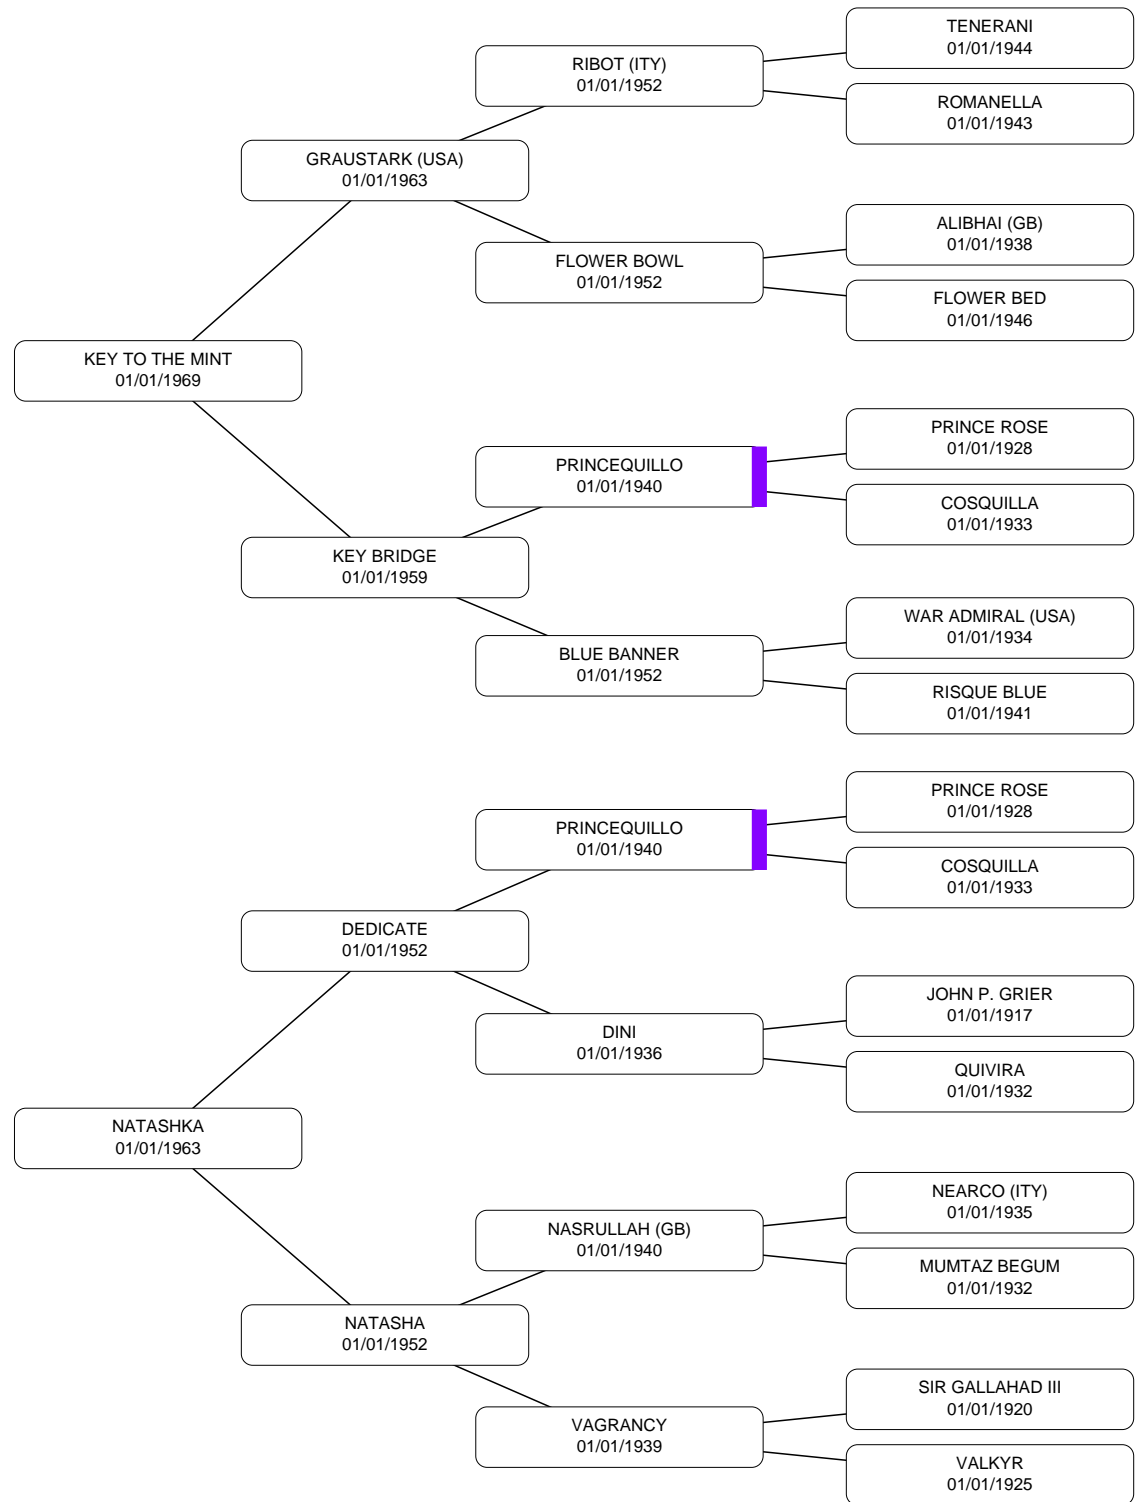 TENERANI
01/01/1944
RIBOT (ITY)
01/01/1952
ROMANELLA
01/01/1943
GRAUSTARK (USA)
01/01/1963
ALIBHAI (GB)
01/01/1938
FLOWER BOWL
01/01/1952
FLOWER BED
01/01/1946
KEY TO THE MINT
01/01/1969
PRINCE ROSE
01/01/1928
PRINCEQUILLO
01/01/1940
COSQUILLA
01/01/1933
KEY BRIDGE
01/01/1959
WAR ADMIRAL (USA)
01/01/1934
BLUE BANNER
01/01/1952
RISQUE BLUE
01/01/1941
PRINCE ROSE
01/01/1928
PRINCEQUILLO
01/01/1940
COSQUILLA
01/01/1933
DEDICATE
01/01/1952
JOHN P. GRIER
01/01/1917
DINI
01/01/1936
QUIVIRA
01/01/1932
NATASHKA
01/01/1963
NEARCO (ITY)
01/01/1935
NASRULLAH (GB)
01/01/1940
MUMTAZ BEGUM
01/01/1932
NATASHA
01/01/1952
SIR GALLAHAD III
01/01/1920
VAGRANCY
01/01/1939
VALKYR
01/01/1925